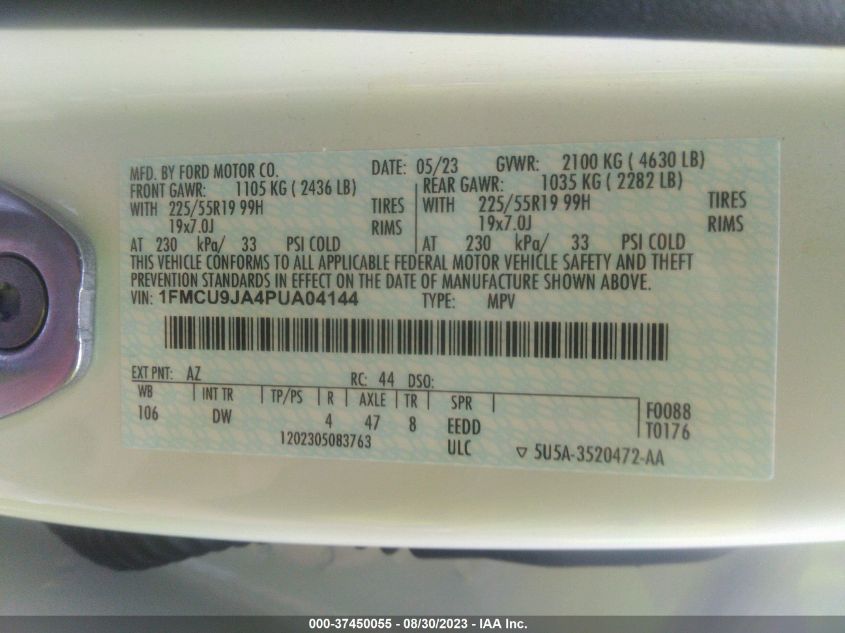 MFD. BY FORD MOTOR CO. DATE: 05/23 GVWR: 2100 KG ( 4630 LB)
FRONT GAWR: 1105 KG ( 2436 LB) REAR GAWR: 1035 KG ( 2282 LB)
WITH 225/55R19 99H TIRES WITH 225/55R19 99H TIRES
19x7.0J RIMS 19x7.0J RIMS
AT 230 kPa/ 33 PSI COLD AT 230 kPa/ 33 PSI COLD
THIS VEHICLE CONFORMS TO ALL APPLICABLE FEDERAL MOTOR VEHICLE SAFETY AND THEFT
PREVENTION STANDARDS IN EFFECT ON THE DATE OF MANUFACTURE SHOWN ABOVE.
VIN: 1FMCU9JA4PUA04144 TYPE: MPV
EXT PNT: AZ RC: 44 DSO:
WB INT TR TP/PS R AXLE TR SPR F0088
106 DW 4 47 8 EEDD T0176
1202305083763 ULC ▽ 5U5A-3520472-AA
000-37450055 - 08/30/2023 - IAA Inc.